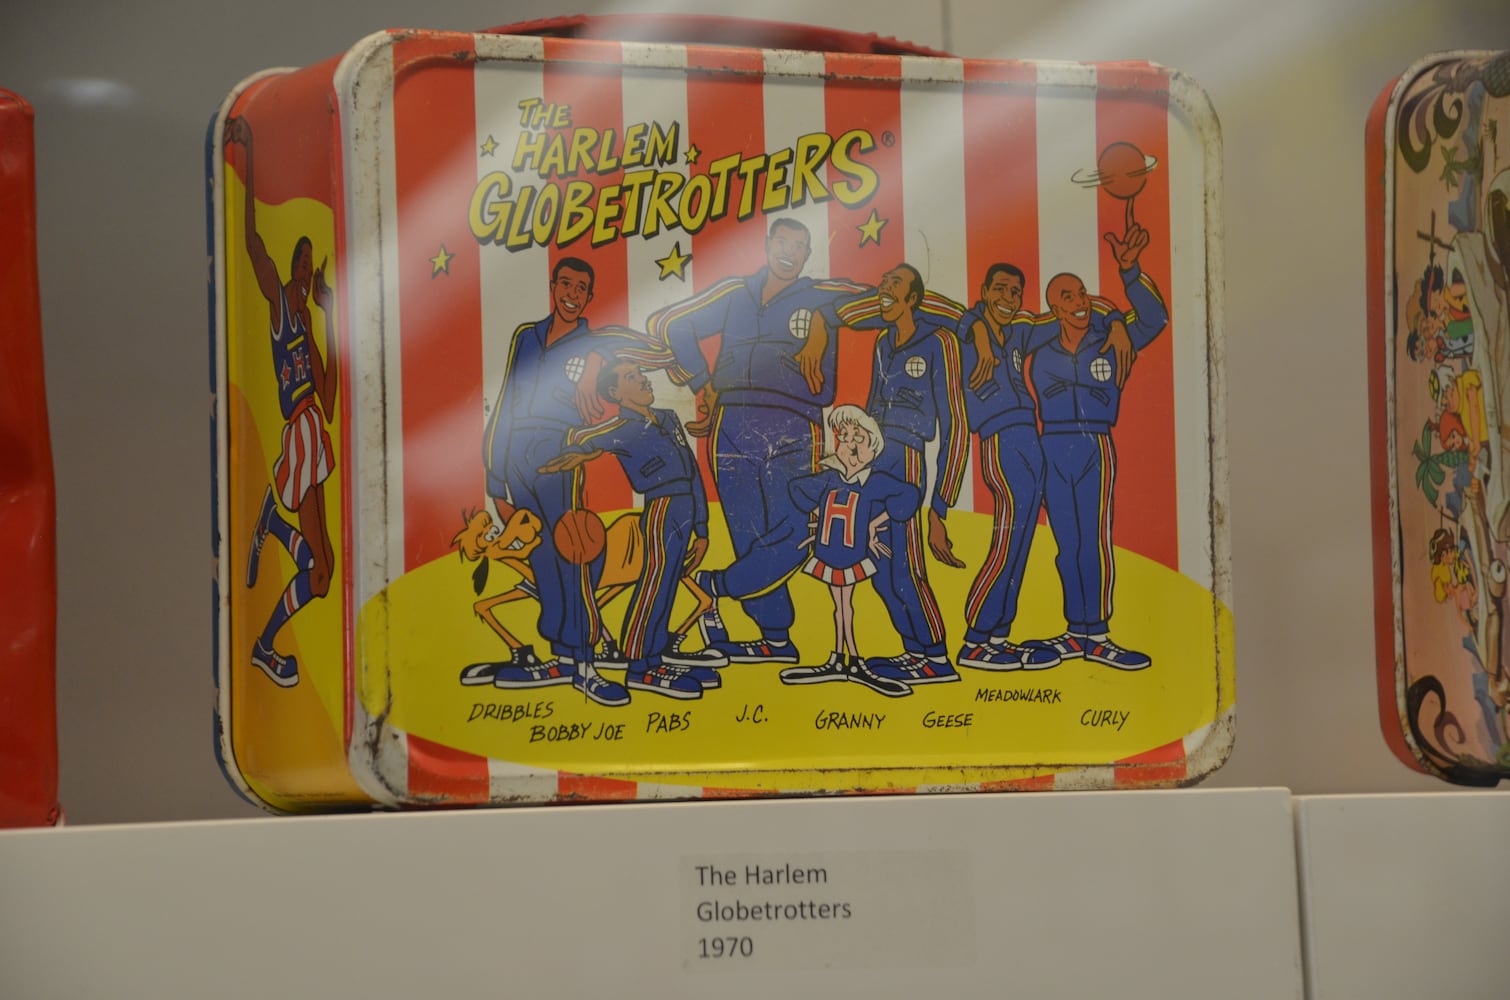 THE
HARLEM
GLOBETROTTERS®
H
H
DRIBBLES
BOBBY JOE
PABS
J.C.
GRANNY
GEESE
MEADOWLARK
CURLY
The Harlem
Globetrotters
1970